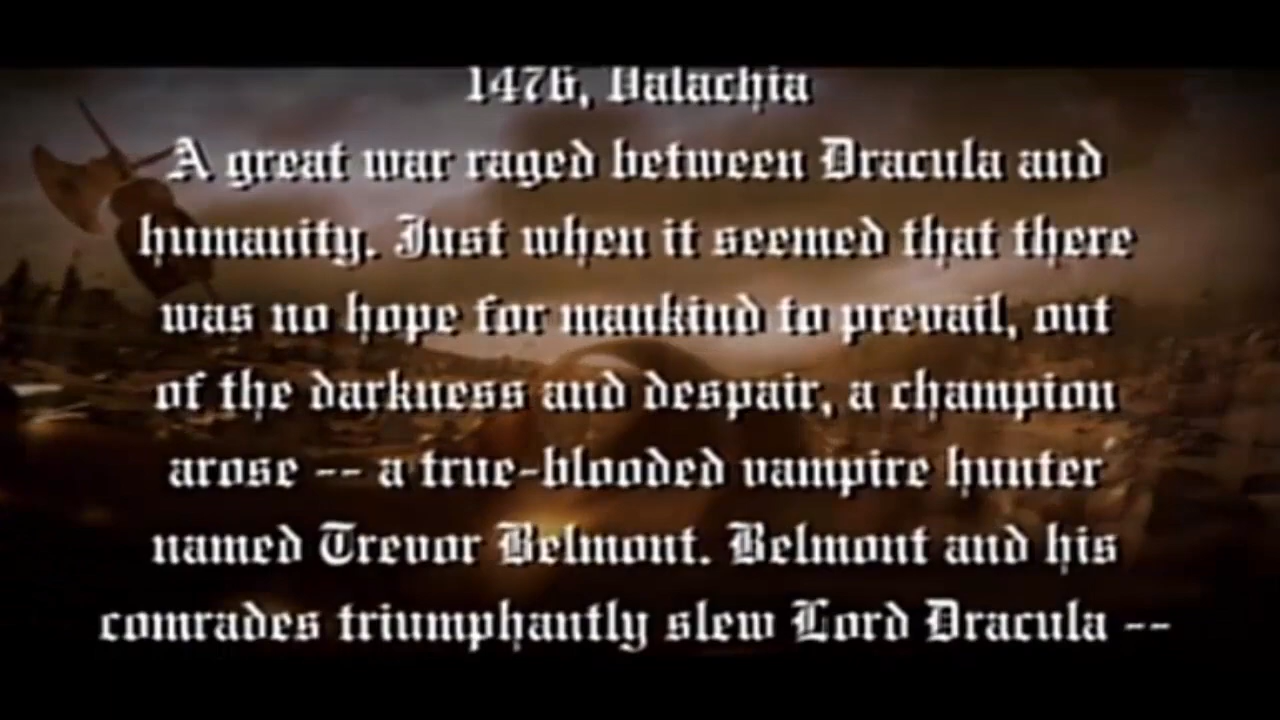 1476, Valachia
A great war raged between Dracula and
humanity. Just when it seemed that there
was no hope for mankind to prevail, out
of the darkness and despair, a champion
arose -- a true-blooded vampire hunter
named Trevor Belmont. Belmont and his
comrades triumphantly slew Lord Dracula --